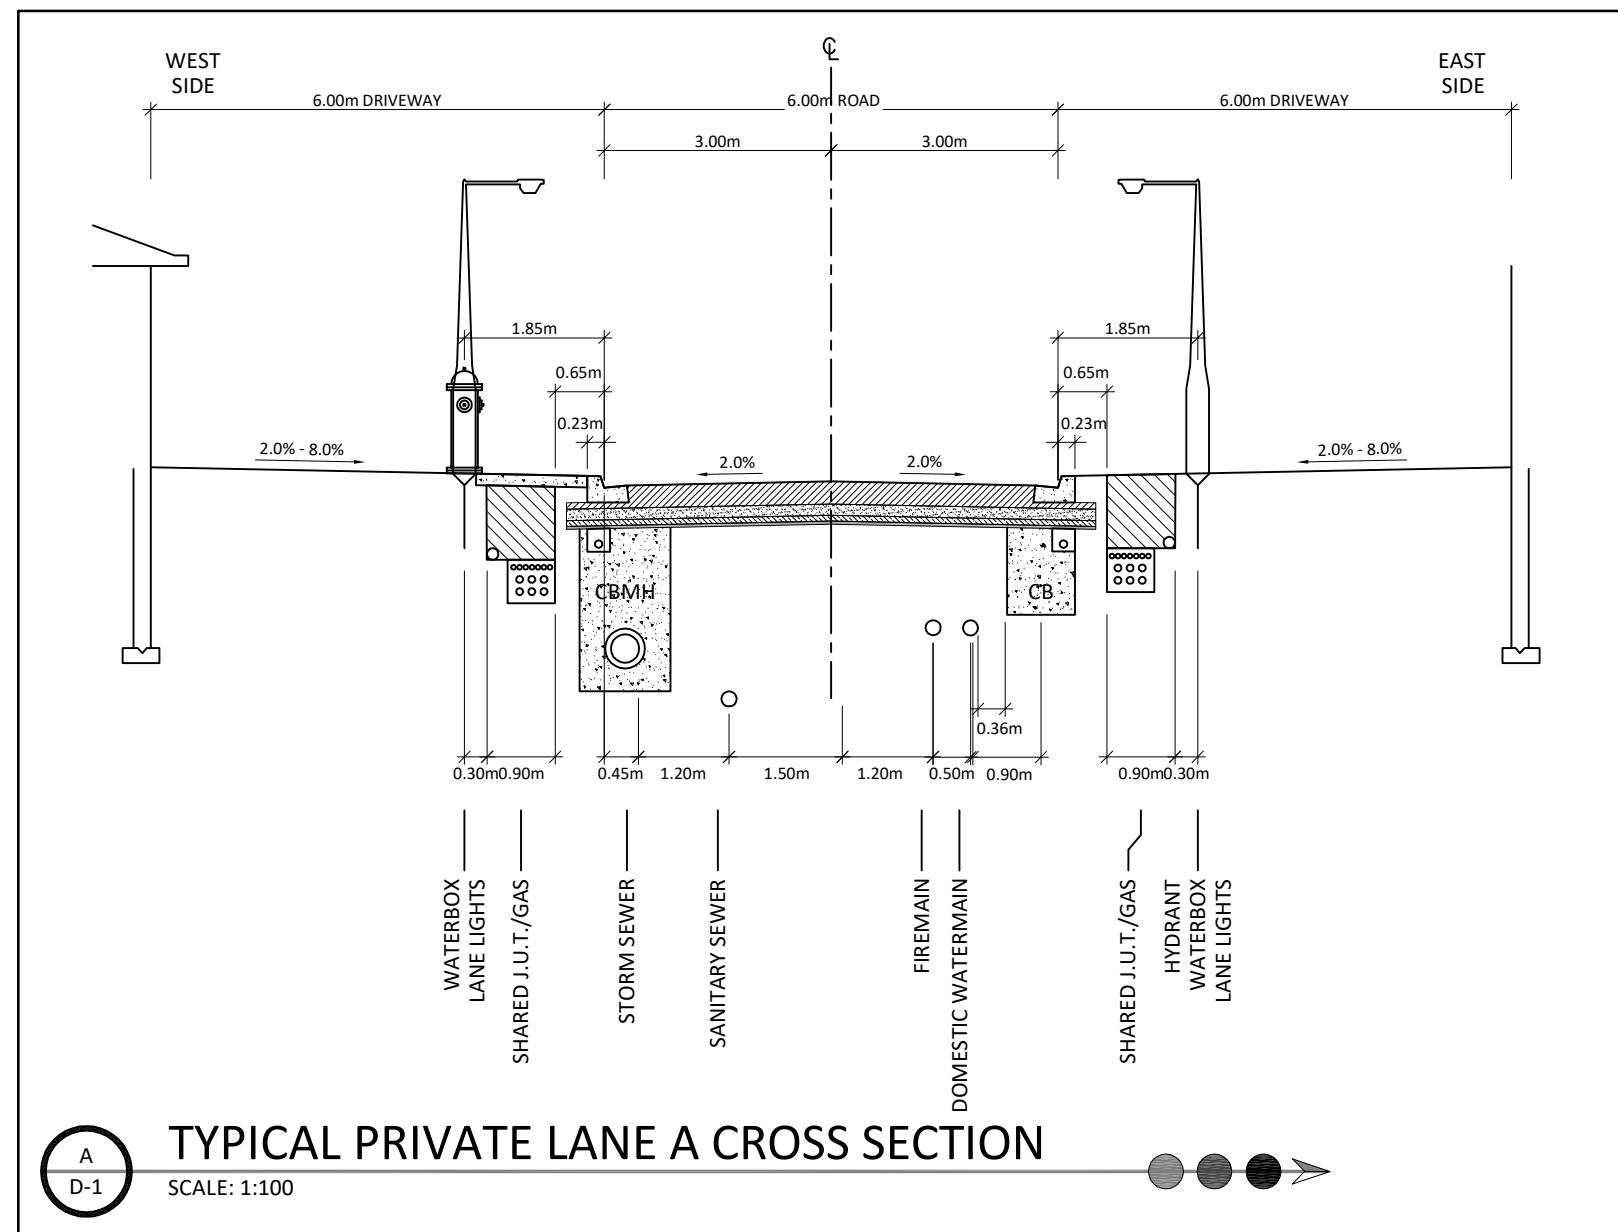 WEST
SIDE
℄
EAST
SIDE
6.00m DRIVEWAY
6.00m ROAD
6.00m DRIVEWAY
3.00m
3.00m
1.85m
1.85m
0.65m
0.65m
0.23m
0.23m
2.0% - 8.0%
2.0%
2.0%
2.0% - 8.0%
CBMH
CB
0.36m
0.30m
0.90m
0.45m
1.20m
1.50m
1.20m
0.50m
0.90m
0.90m
0.30m
WATERBOX
LANE LIGHTS
SHARED J.U.T./GAS
STORM SEWER
SANITARY SEWER
FIREMAIN
DOMESTIC WATERMAIN
SHARED J.U.T./GAS
HYDRANT
WATERBOX
LANE LIGHTS
A
D-1
TYPICAL PRIVATE LANE A CROSS SECTION
SCALE: 1:100